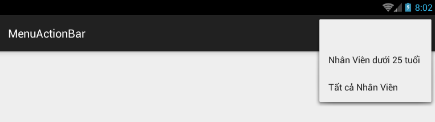 8:02
MenuActionBar
Nhân Viên dưới 25 tuổi
Tất cả Nhân Viên